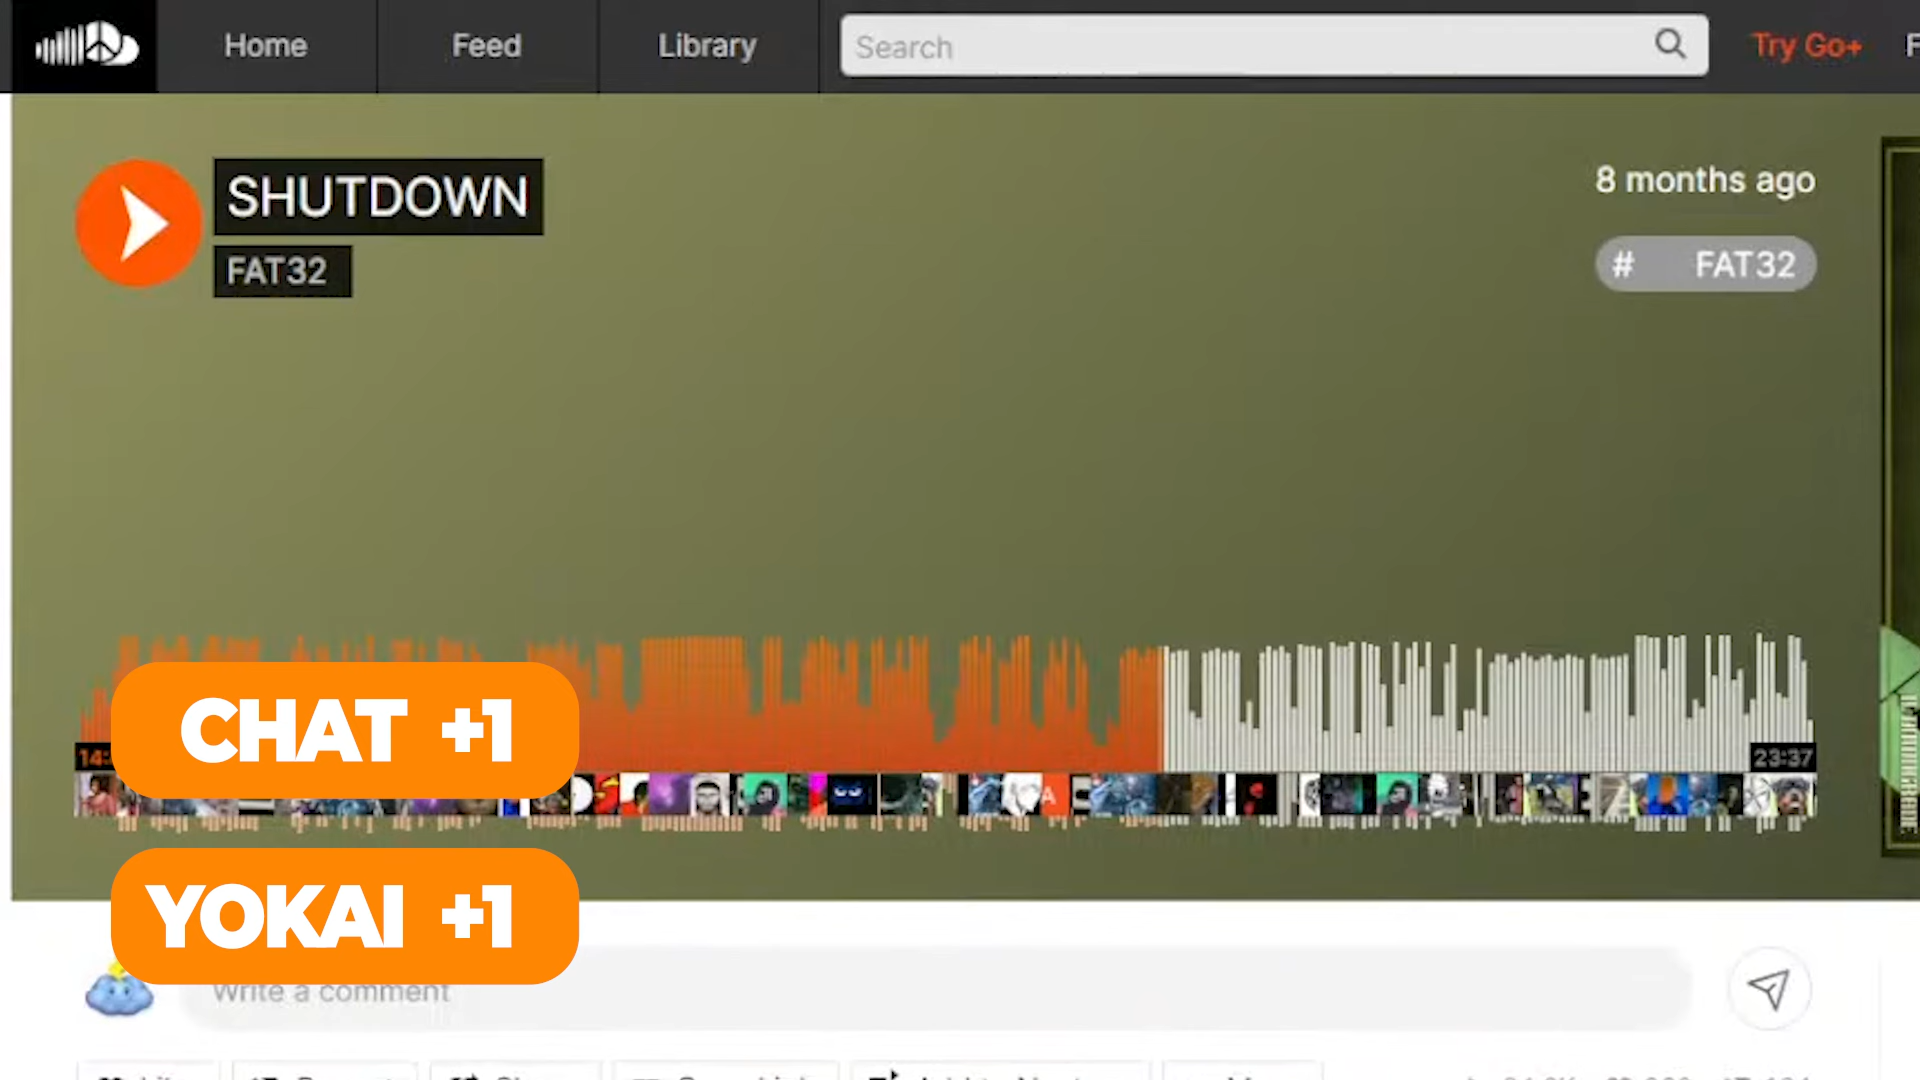 Home
Feed
Library
Search
Try Go+
SHUTDOWN
FAT32
8 months ago
# FAT32
CHAT +1
23:37
YOKAI +1
Write a comment